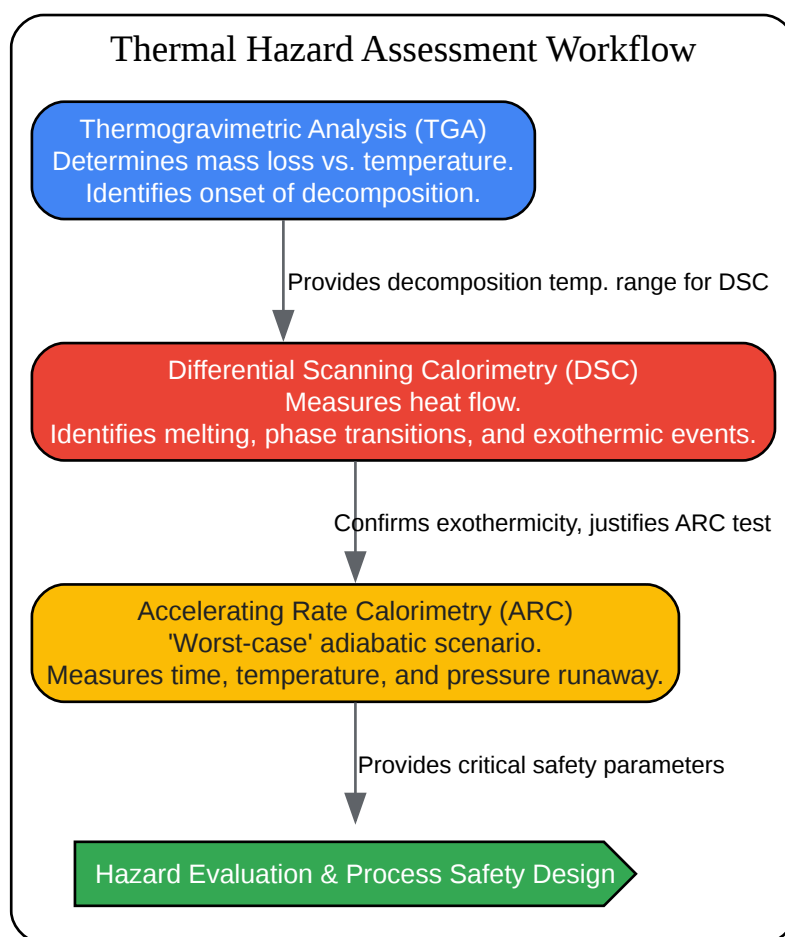 Thermal Hazard Assessment Workflow
Thermogravimetric Analysis (TGA)
Determines mass loss vs. temperature.
Identifies onset of decomposition.
Provides decomposition temp. range for DSC
Differential Scanning Calorimetry (DSC)
Measures heat flow.
Identifies melting, phase transitions, and exothermic events.
Confirms exothermicity, justifies ARC test
Accelerating Rate Calorimetry (ARC)
'Worst-case' adiabatic scenario.
Measures time, temperature, and pressure runaway.
Provides critical safety parameters
Hazard Evaluation & Process Safety Design